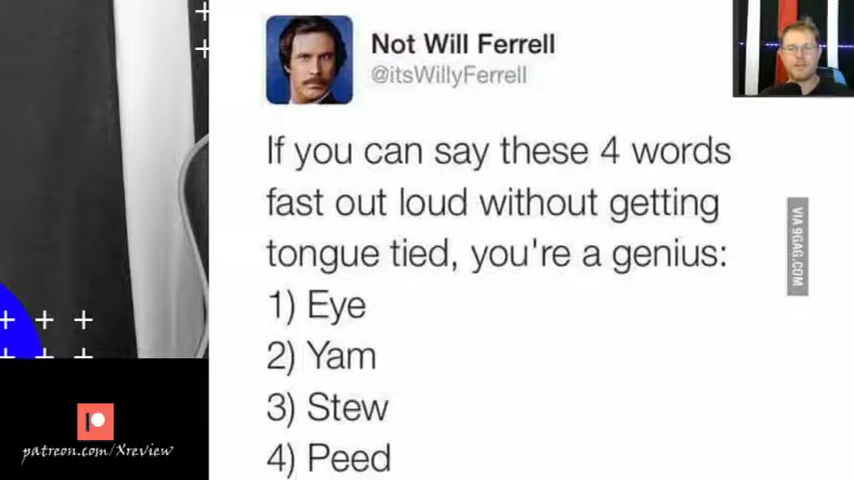 Not Will Ferrell
@itsWillyFerrell
If you can say these 4 words
fast out loud without getting
tongue tied, you're a genius:
1) Eye
2) Yam
3) Stew
4) Peed
VIA 9GAG.COM
patreon.com/Xreview